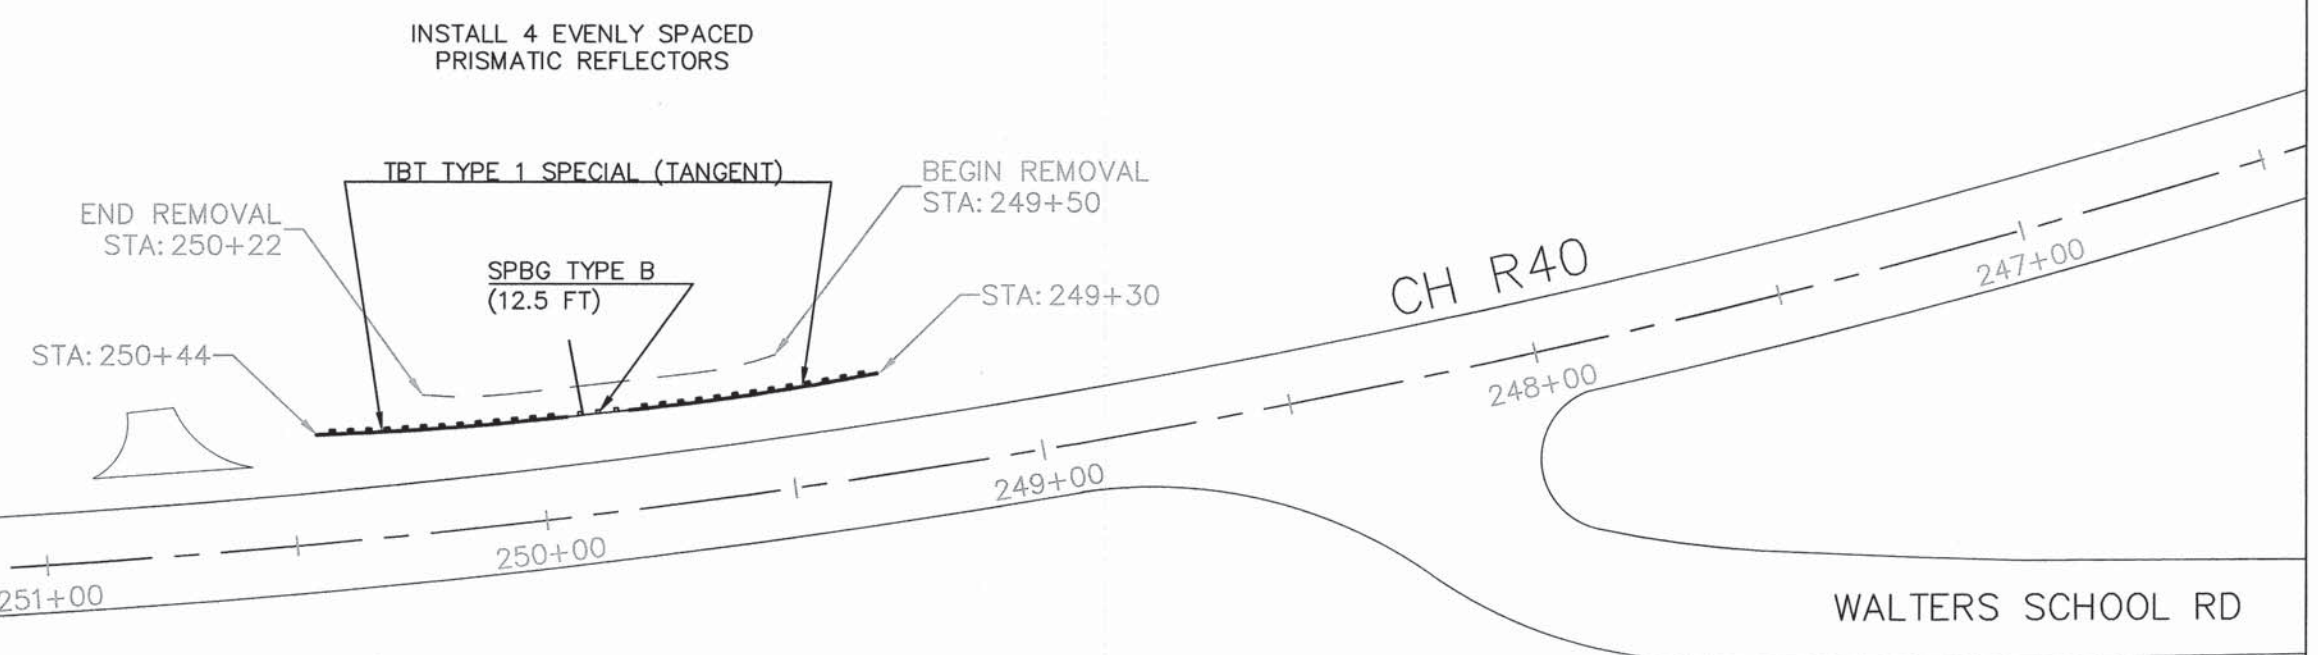 INSTALL 4 EVENLY SPACED
PRISMATIC REFLECTORS
TBT TYPE 1 SPECIAL (TANGENT)
BEGIN REMOVAL
STA: 249+50
END REMOVAL
STA: 250+22
SPBG TYPE B
(12.5 FT)
STA: 249+30
STA: 250+44
CH R40
247+00
248+00
249+00
250+00
251+00
WALTERS SCHOOL RD